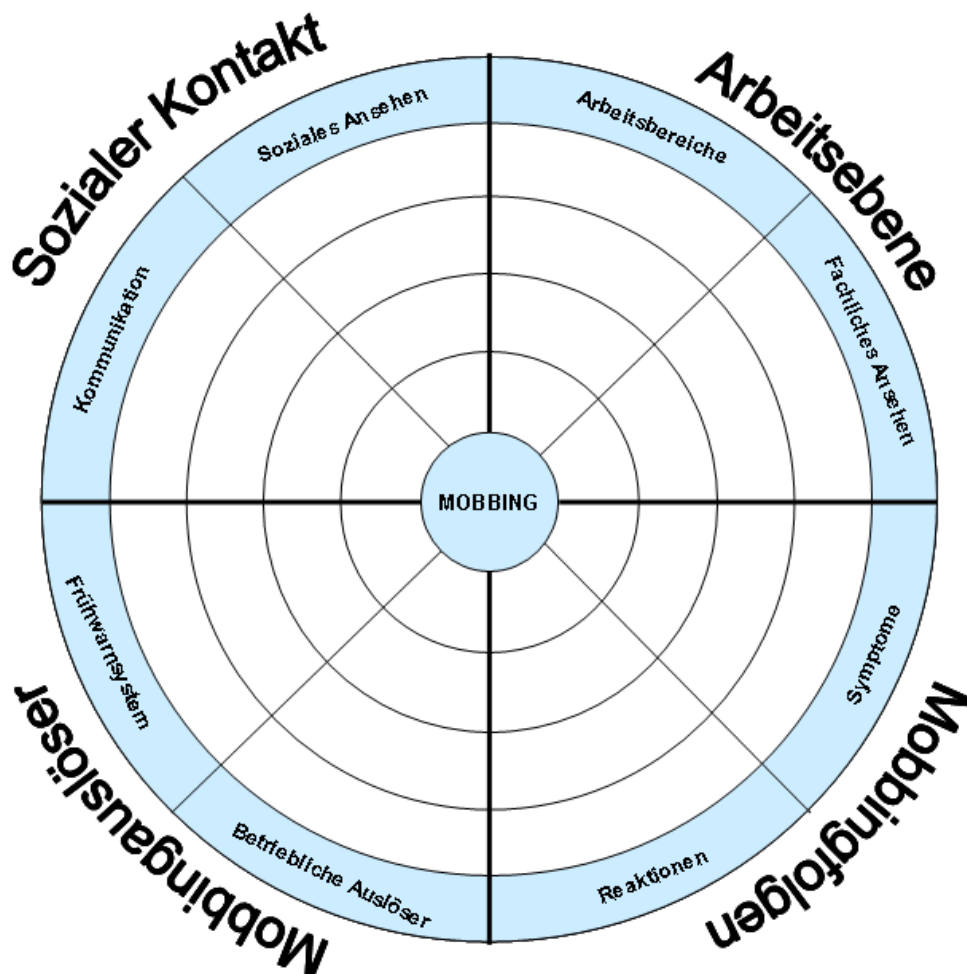 Sozialer Kontakt
Arbeitsebene
Soziales Ansehen
Arbeitsbereiche
Kommunikation
Fachliches Ansehen
MOBBING
Frühwarnsystem
Symptome
Betriebliche Auslöser
Reaktionen
Mobbingauslöser
Mobbingfolgen